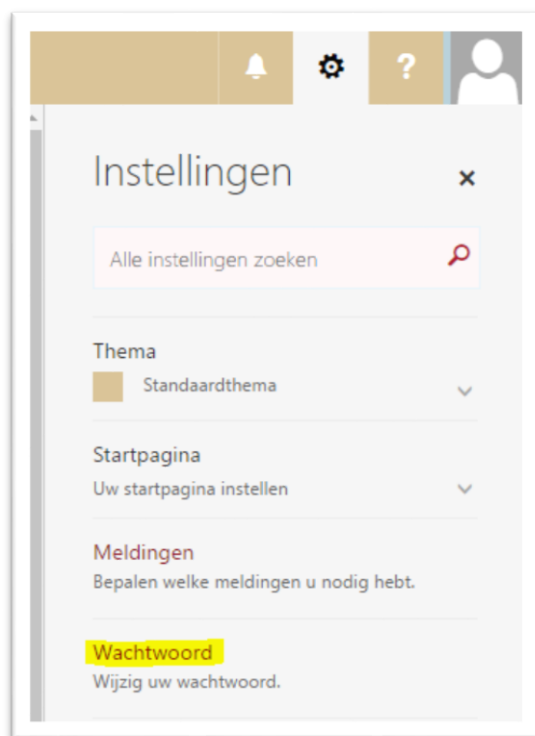 ?
Instellingen
Alle instellingen zoeken
Thema
Standaardthema
Startpagina
Uw startpagina instellen
Meldingen
Bepalen welke meldingen u nodig hebt.
Wachtwoord
Wijzig uw wachtwoord.